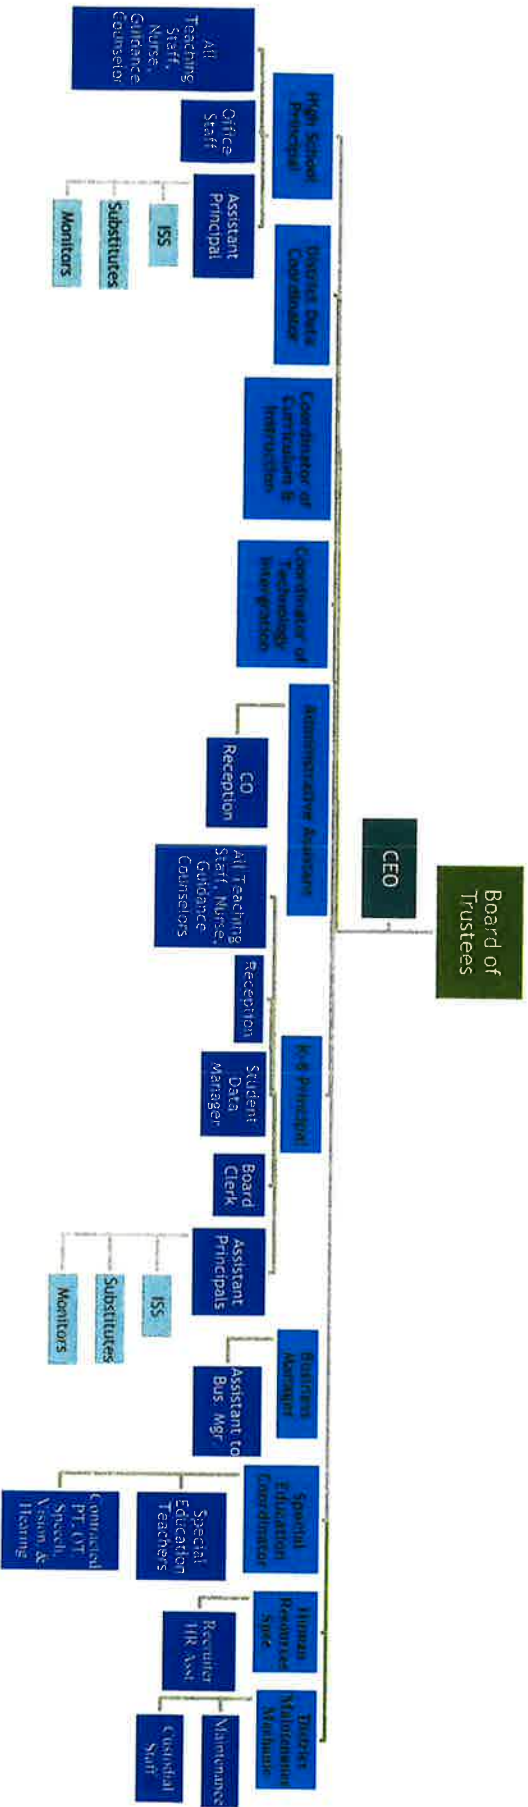 Board of
Trustees
CEO
High School
Principal
District Data
Coordinator
Coordinator of
Curriculum &
Instruction
Coordinator of
Technology
Intergration
Administrative Assistant
K-8 Principal
Business
Manager
Special
Education
Coordinator
Human
Resources
Spec
District
Maintenance
Mechanic
All
Teaching
Staff,
Nurse,
Guidance
Counselor
Office
Staff
Assistant
Principal
ISS
Substitutes
Monitors
CO
Reception
All Teaching
Staff, Nurse,
Guidance
Counselors
Reception
Student
Data
Manager
Board
Clerk
Assistant
Principals
ISS
Substitutes
Monitors
Assistant to
Bus. Mgr.
Special
Education
Teachers
Contracted
PT, OT,
Speech,
Vision, &
Hearing
Recruiter
HR Asst
Maintenance
Custodial
Staff